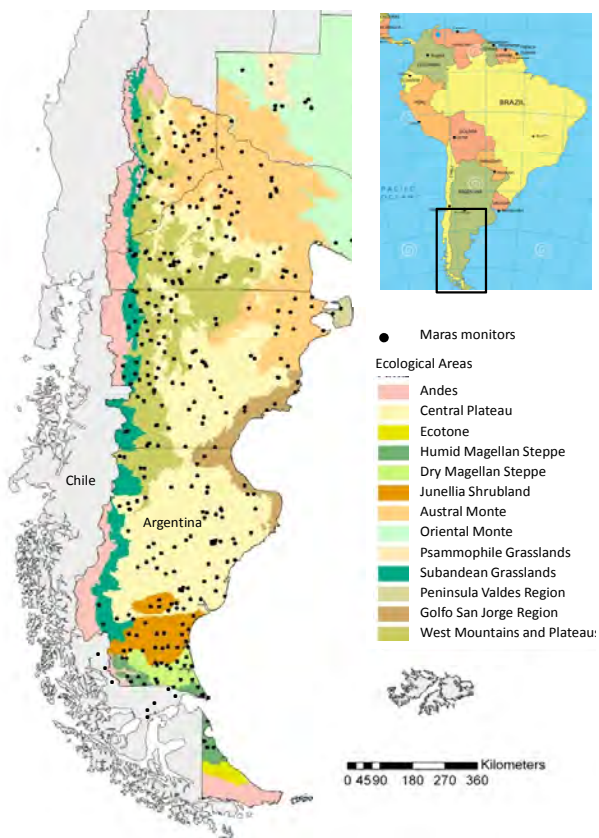 BRAZIL
PERU
PACIFIC
Maras monitors
Ecological Areas
Andes
Central Plateau
Ecotone
Humid Magellan Steppe
Dry Magellan Steppe
Junellia Shrubland
Austral Monte
Oriental Monte
Psammophile Grasslands
Subandean Grasslands
Peninsula Valdes Region
Golfo San Jorge Region
West Mountains and Plateaus
Chile
Argentina
Kilometers
0 4590 180 270 360